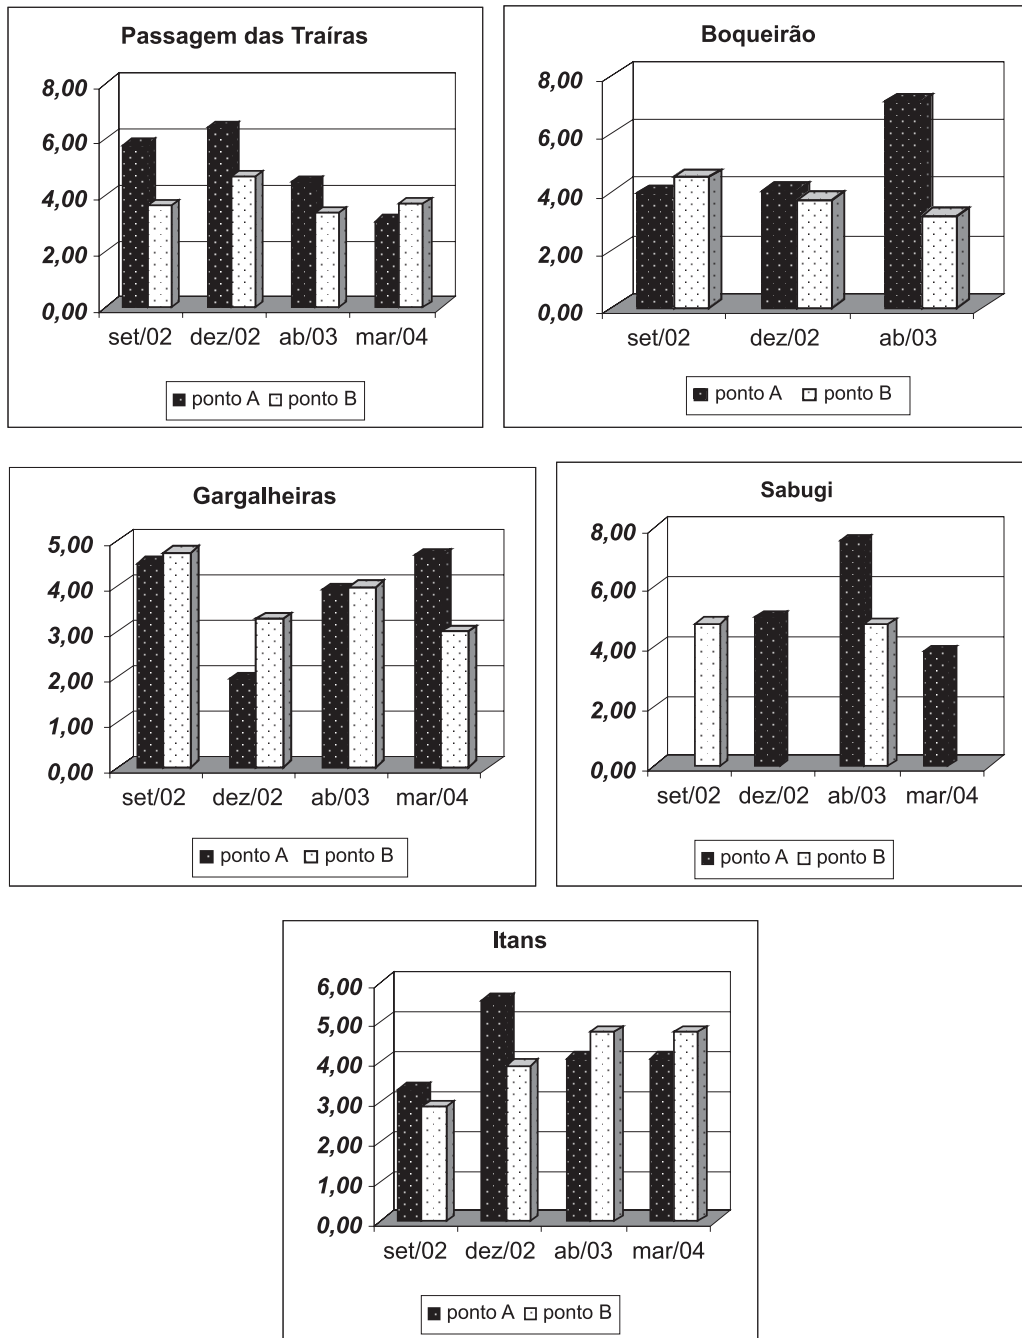 Passagem das Traíras
8,00
6,00
4,00
2,00
0,00
set/02 dez/02 ab/03 mar/04
ponto A ponto B
Boqueirão
8,00
6,00
4,00
2,00
0,00
set/02 dez/02 ab/03
ponto A ponto B
Gargalheiras
5,00
4,00
3,00
2,00
1,00
0,00
set/02 dez/02 ab/03 mar/04
ponto A ponto B
Sabugi
8,00
6,00
4,00
2,00
0,00
set/02 dez/02 ab/03 mar/04
ponto A ponto B
Itans
6,00
5,00
4,00
3,00
2,00
1,00
0,00
set/02 dez/02 ab/03 mar/04
ponto A ponto B